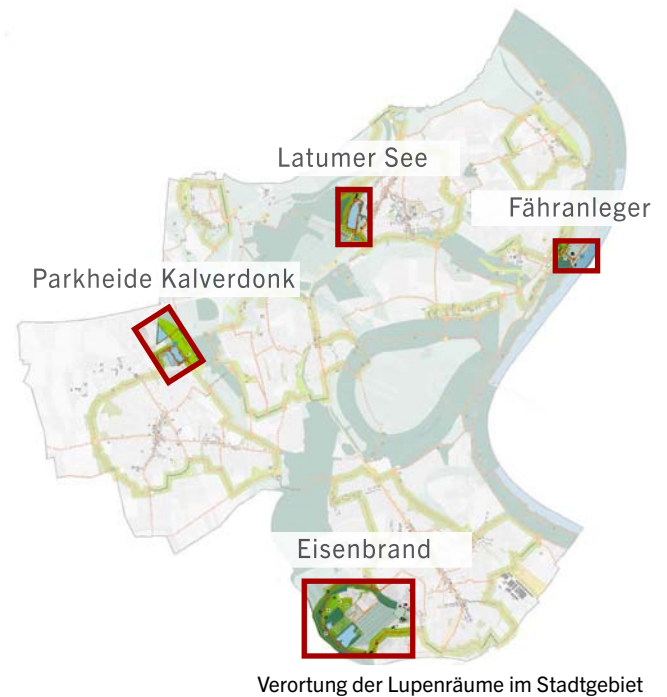 Latumer See
Fähranleger
Parkheide Kalverdonk
Eisenbrand
Verortung der Lupenräume im Stadtgebiet